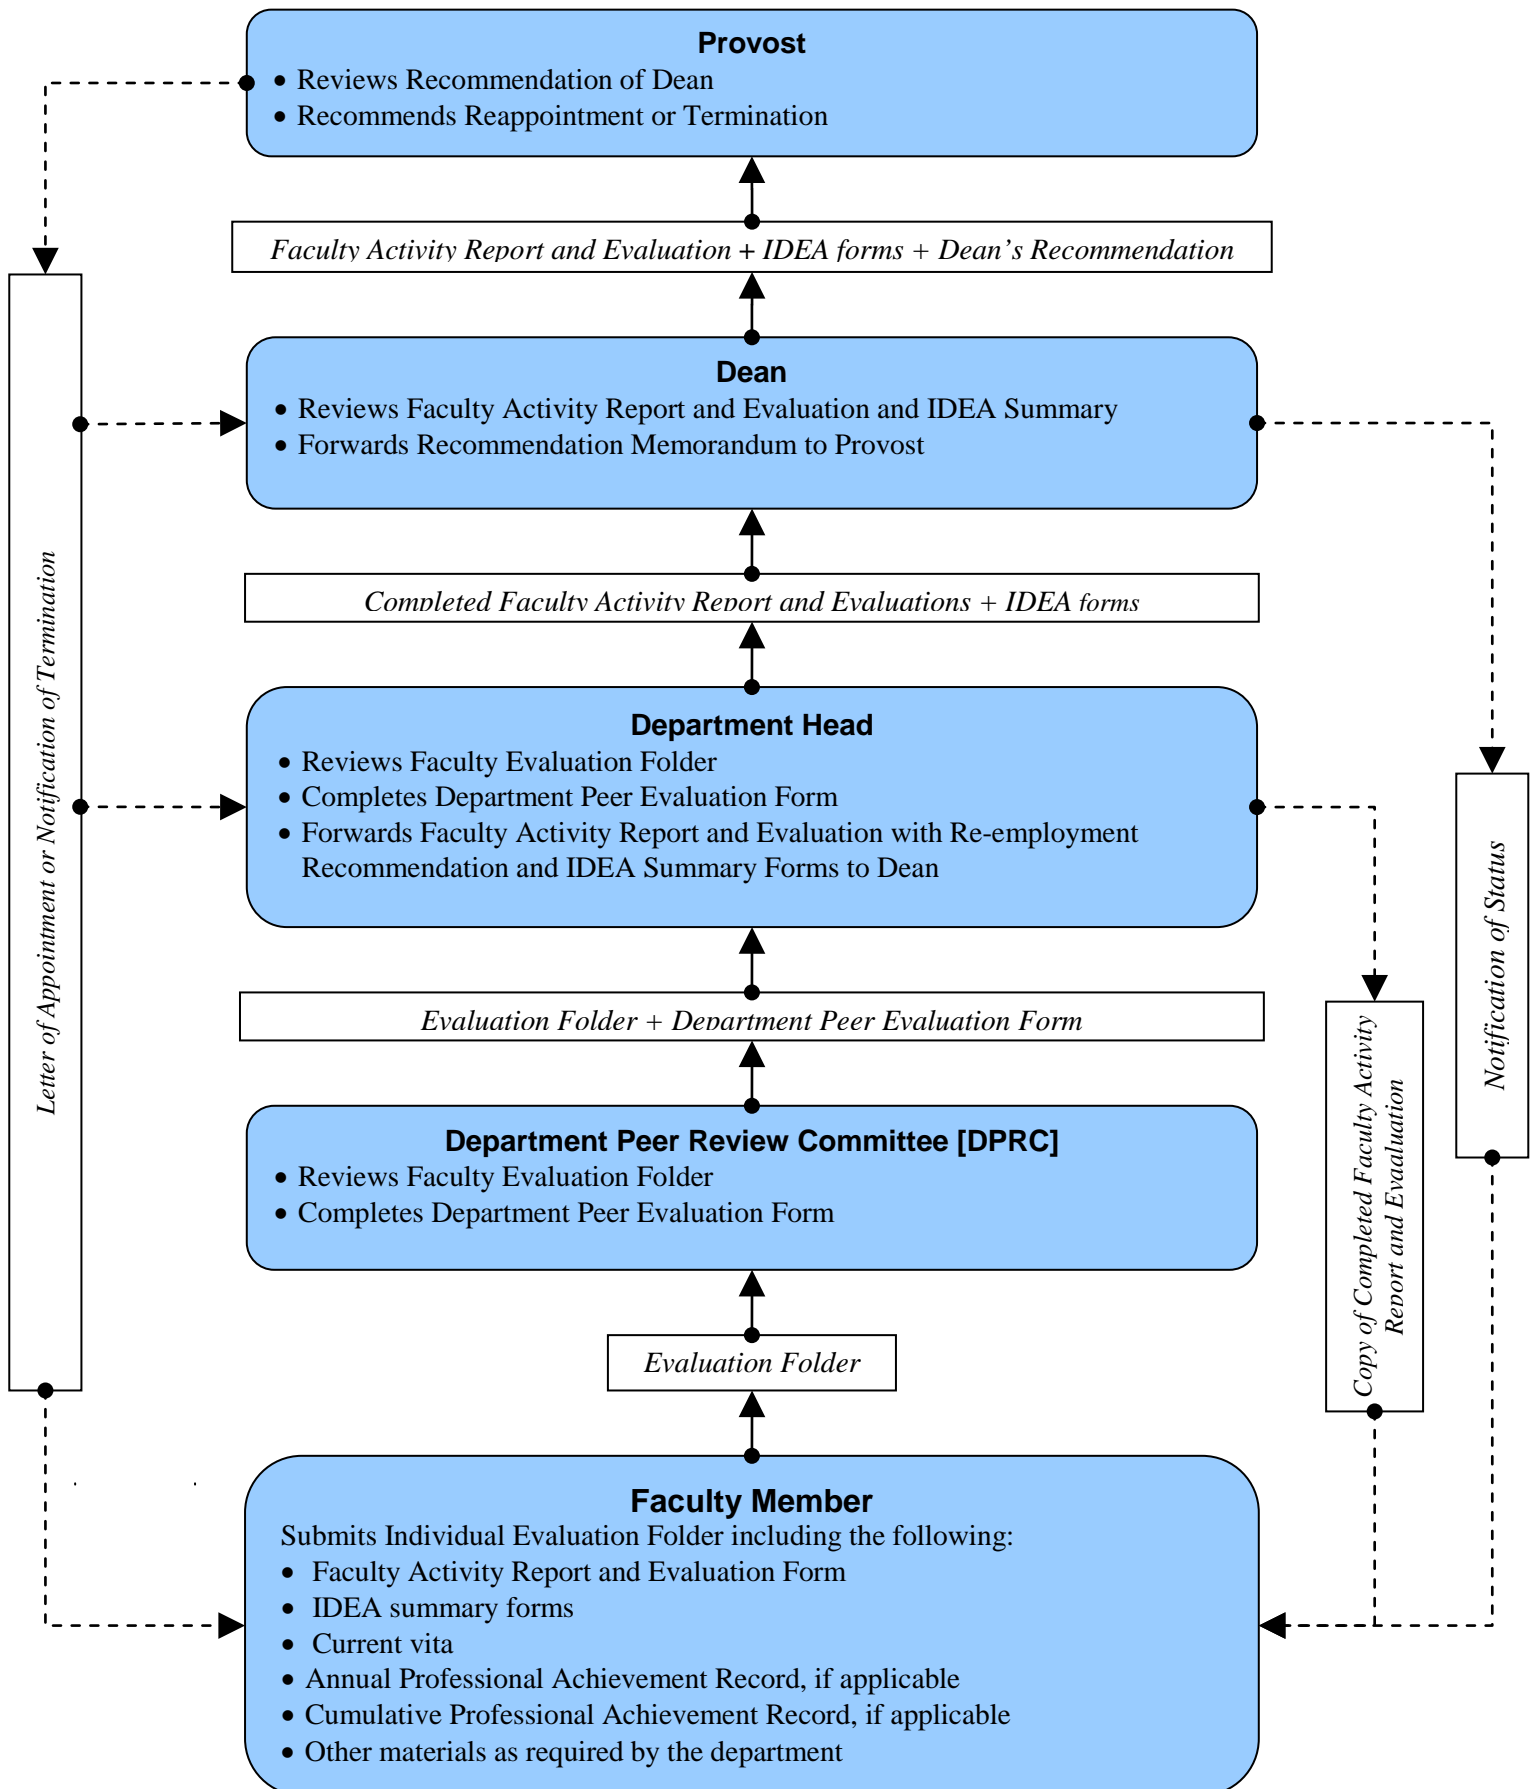 Provost
• Reviews Recommendation of Dean
• Recommends Reappointment or Termination
Faculty Activity Report and Evaluation + IDEA forms + Dean's Recommendation
Dean
• Reviews Faculty Activity Report and Evaluation and IDEA Summary
• Forwards Recommendation Memorandum to Provost
Completed Faculty Activity Report and Evaluations + IDEA forms
Department Head
• Reviews Faculty Evaluation Folder
• Completes Department Peer Evaluation Form
• Forwards Faculty Activity Report and Evaluation with Re-employment
Recommendation and IDEA Summary Forms to Dean
Evaluation Folder + Department Peer Evaluation Form
Department Peer Review Committee [DPRC]
• Reviews Faculty Evaluation Folder
• Completes Department Peer Evaluation Form
Evaluation Folder
Faculty Member
Submits Individual Evaluation Folder including the following:
• Faculty Activity Report and Evaluation Form
• IDEA summary forms
• Current vita
• Annual Professional Achievement Record, if applicable
• Cumulative Professional Achievement Record, if applicable
• Other materials as required by the department
Letter of Appointment or Notification of Termination
Copy of Completed Faculty Activity
Report and Evaaluation
Notification of Status